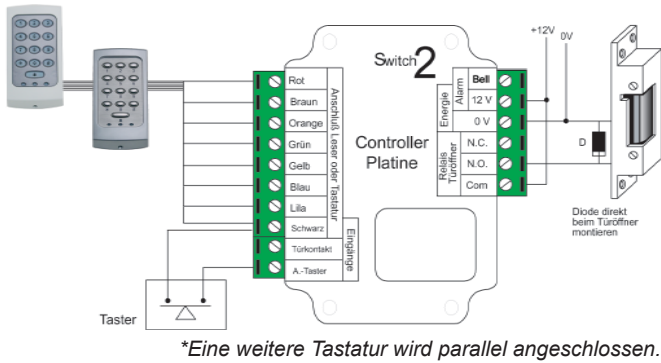 +12V
0V
Switch2
Rot
Braun
Orange
Grün
Gelb
Blau
Lila
Schwarz
Türkontakt
A.-Taster
Anschluß Leser oder Tastatur
Eingänge
Controller
Platine
Energie
Alarm
Relais
Türöffner
Bell
12 V
0 V
N.C.
N.O.
Com
D
Diode direkt
beim Türöffner
montieren
Taster
*Eine weitere Tastatur wird parallel angeschlossen.